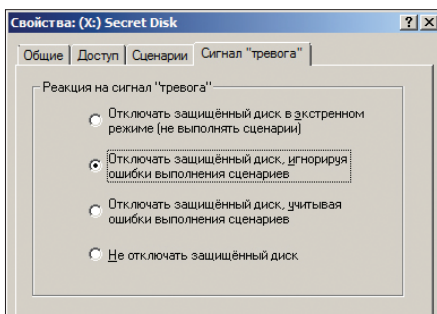 Свойства: (X:) Secret Disk
Общие Доступ Сценарии Сигнал "тревога"
Реакция на сигнал "тревога"
Отключать защищённый диск в экстренном
режиме (не выполнять сценарии)
Отключать защищённый диск, игнорируя
ошибки выполнения сценариев
Отключать защищённый диск, учитывая
ошибки выполнения сценариев
Не отключать защищённый диск